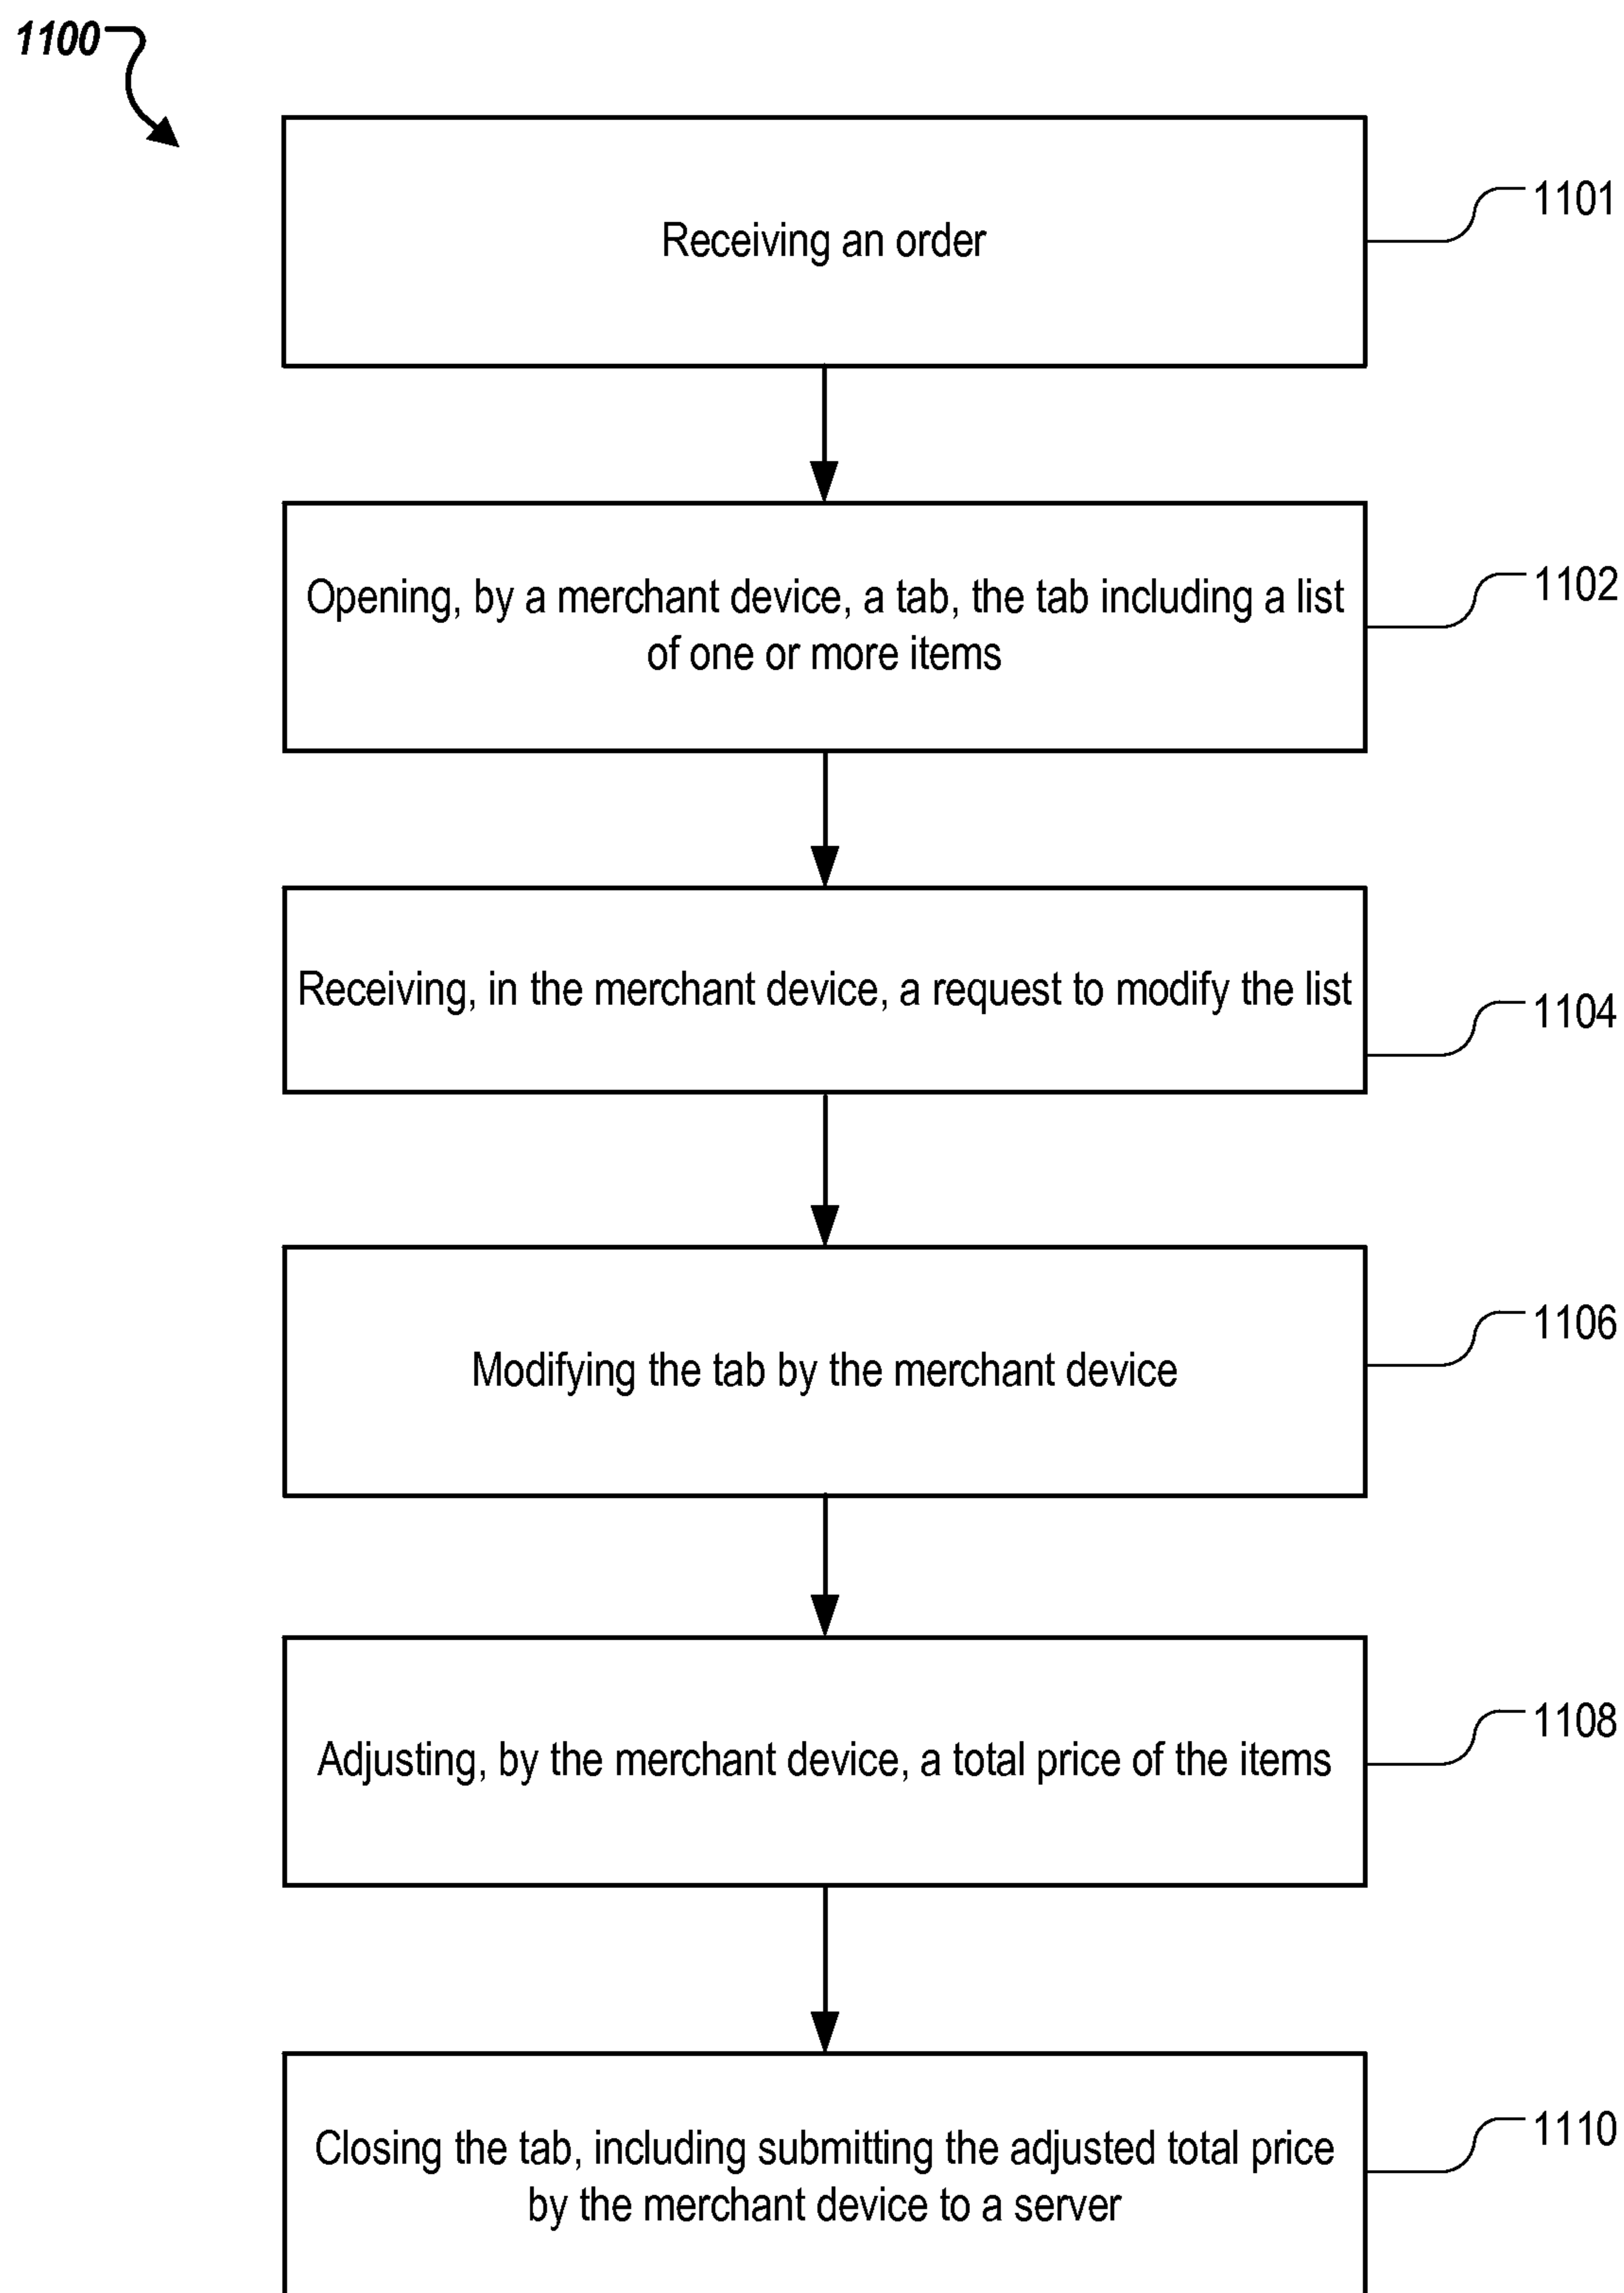 1100
Receiving an order
1101
Opening, by a merchant device, a tab, the tab including a list
of one or more items
1102
Receiving, in the merchant device, a request to modify the list
1104
Modifying the tab by the merchant device
1106
Adjusting, by the merchant device, a total price of the items
1108
Closing the tab, including submitting the adjusted total price
by the merchant device to a server
1110